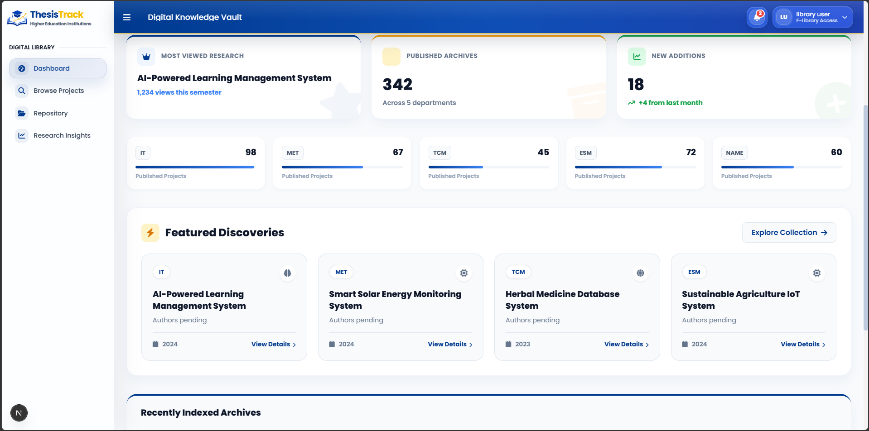 ThesisTrack
Higher Education Institutions
Digital Knowledge Vault
5
LU
library user
E-Library Access
DIGITAL LIBRARY
Dashboard
Browse Projects
Repository
Research Insights
MOST VIEWED RESEARCH
AI-Powered Learning Management System
1,234 views this semester
PUBLISHED ARCHIVES
342
Across 5 departments
NEW ADDITIONS
18
+4 from last month
IT 98
Published Projects
MET 67
Published Projects
TCM 45
Published Projects
ESM 72
Published Projects
NAME 60
Published Projects
Featured Discoveries
Explore Collection →
IT
AI-Powered Learning
Management System
Authors pending
2024 View Details >
MET
Smart Solar Energy Monitoring
System
Authors pending
2024 View Details >
TCM
Herbal Medicine Database
System
Authors pending
2023 View Details >
ESM
Sustainable Agriculture IoT
System
Authors pending
2024 View Details >
Recently Indexed Archives
N